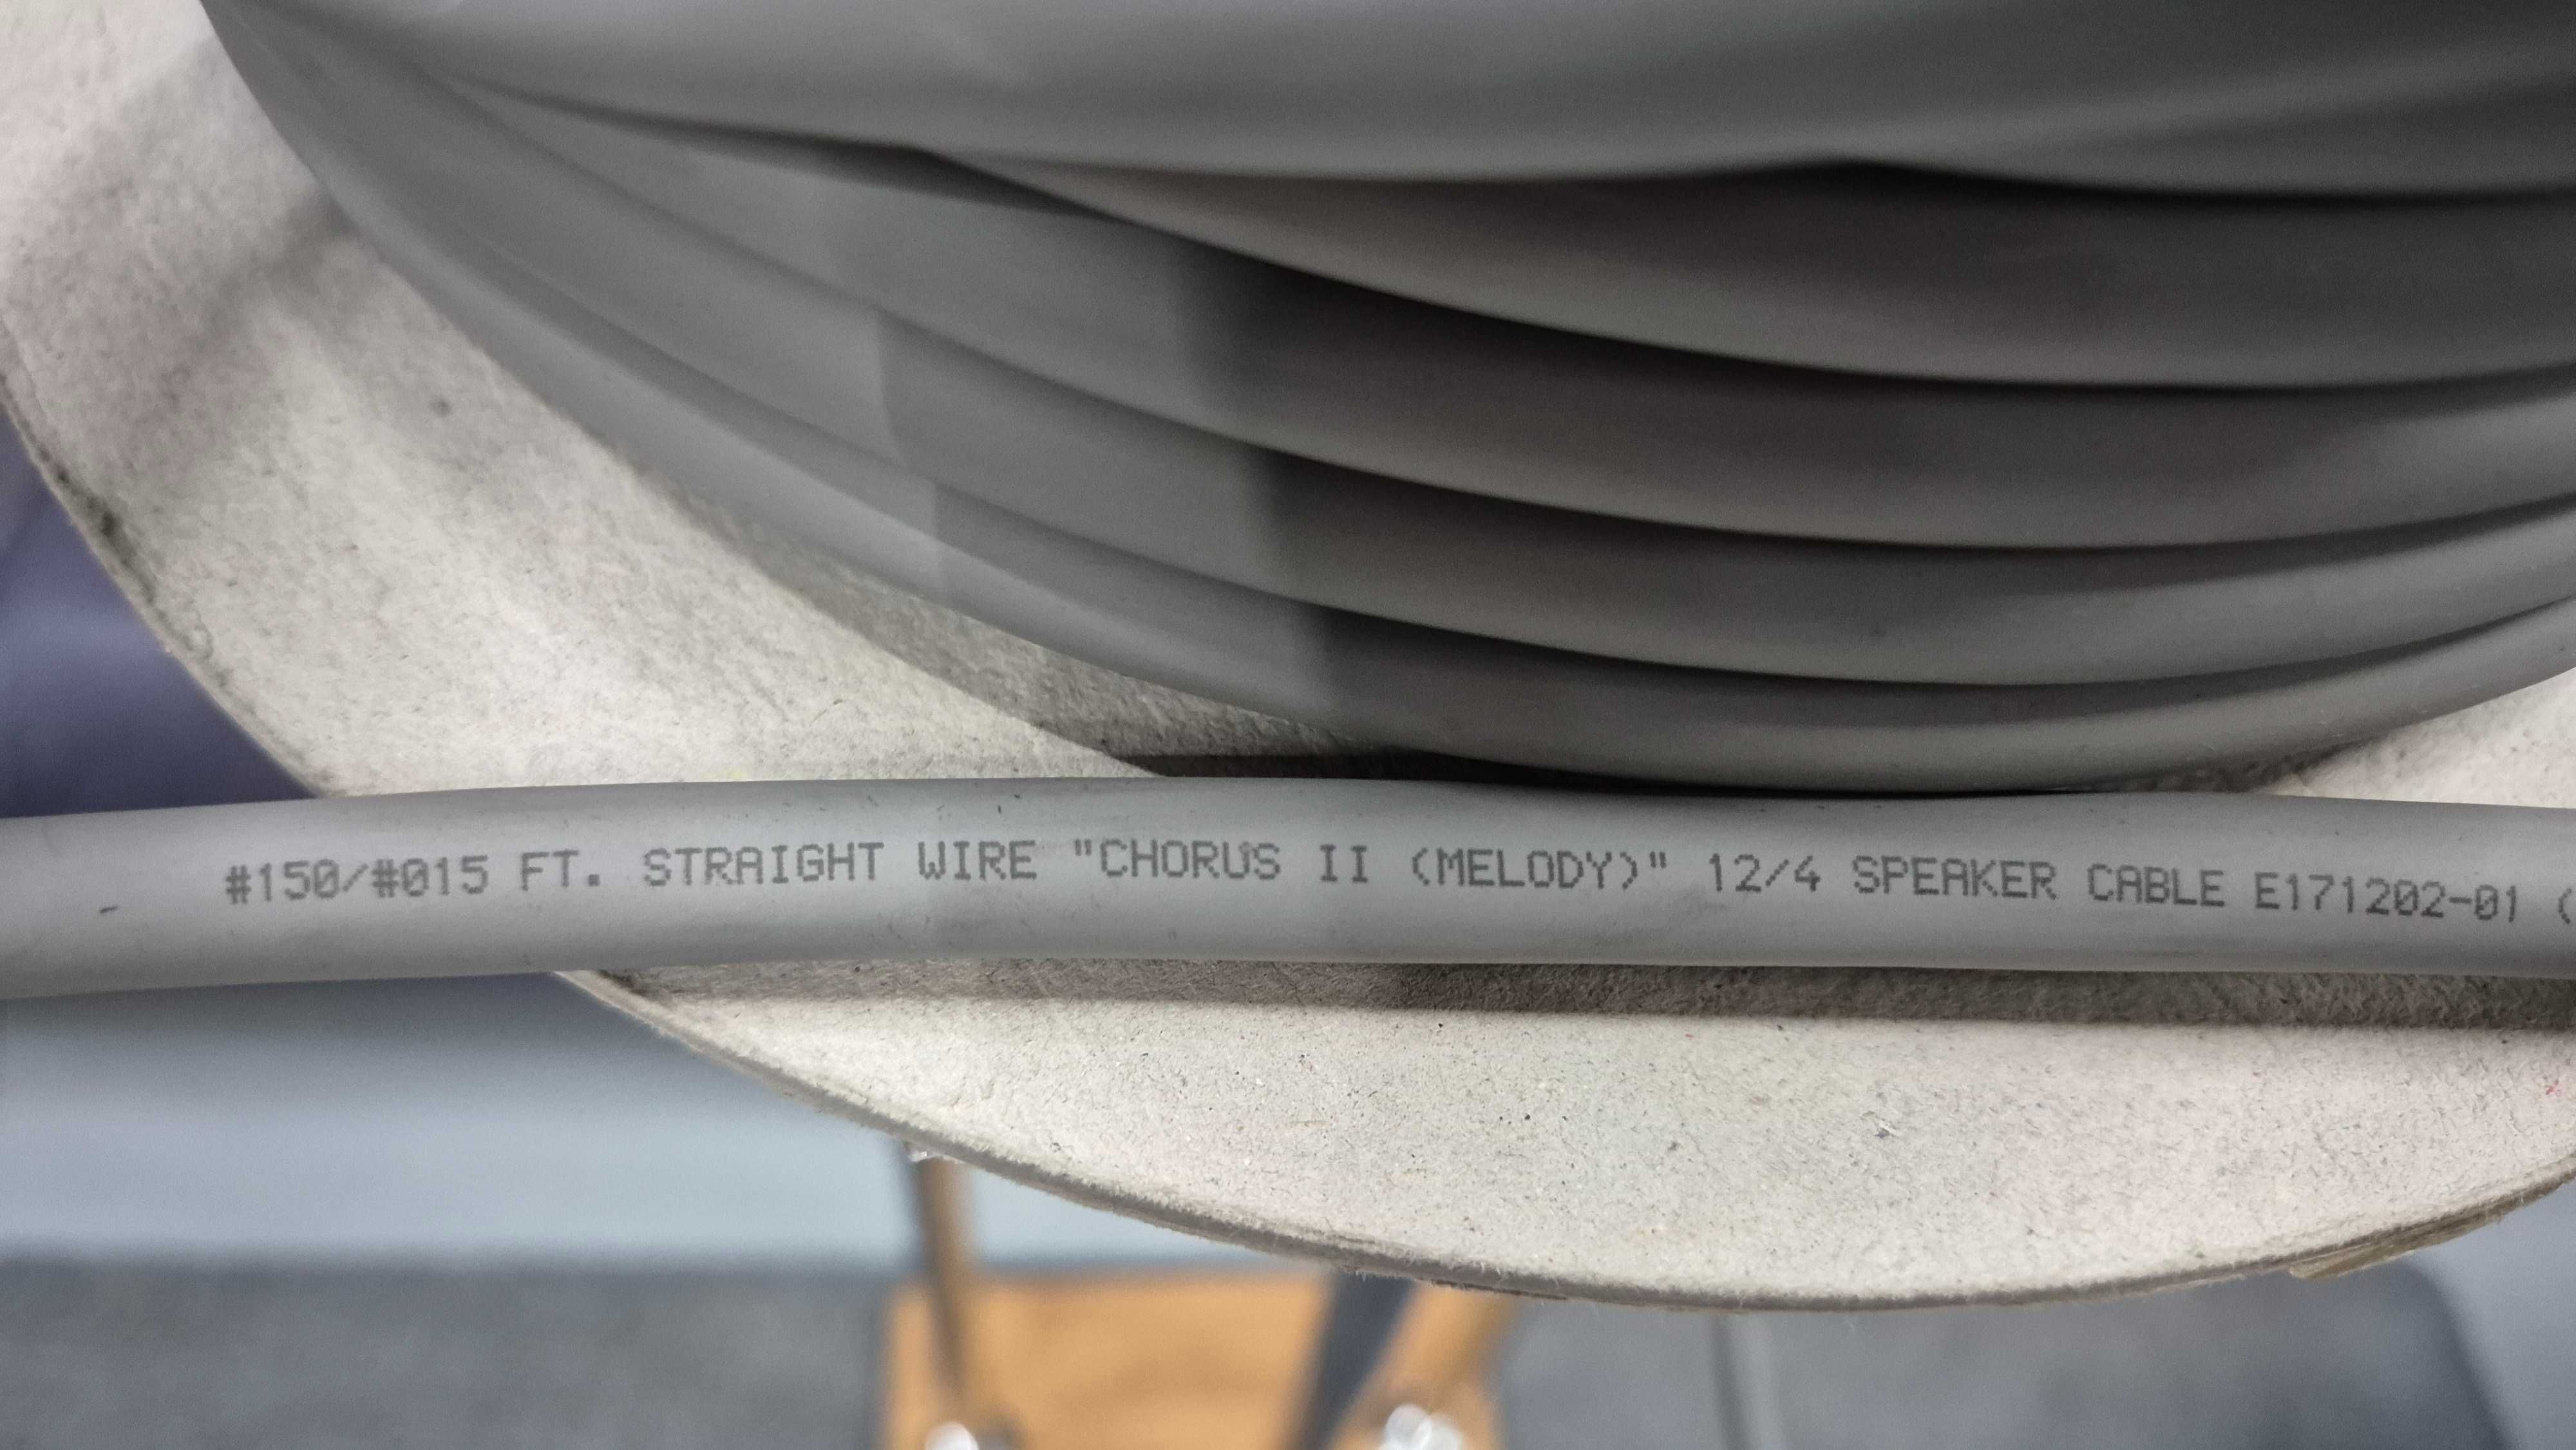 #150/#015 FT. STRAIGHT WIRE "CHORUS II (MELODY)" 12/4 SPEAKER CABLE E171202-01 (